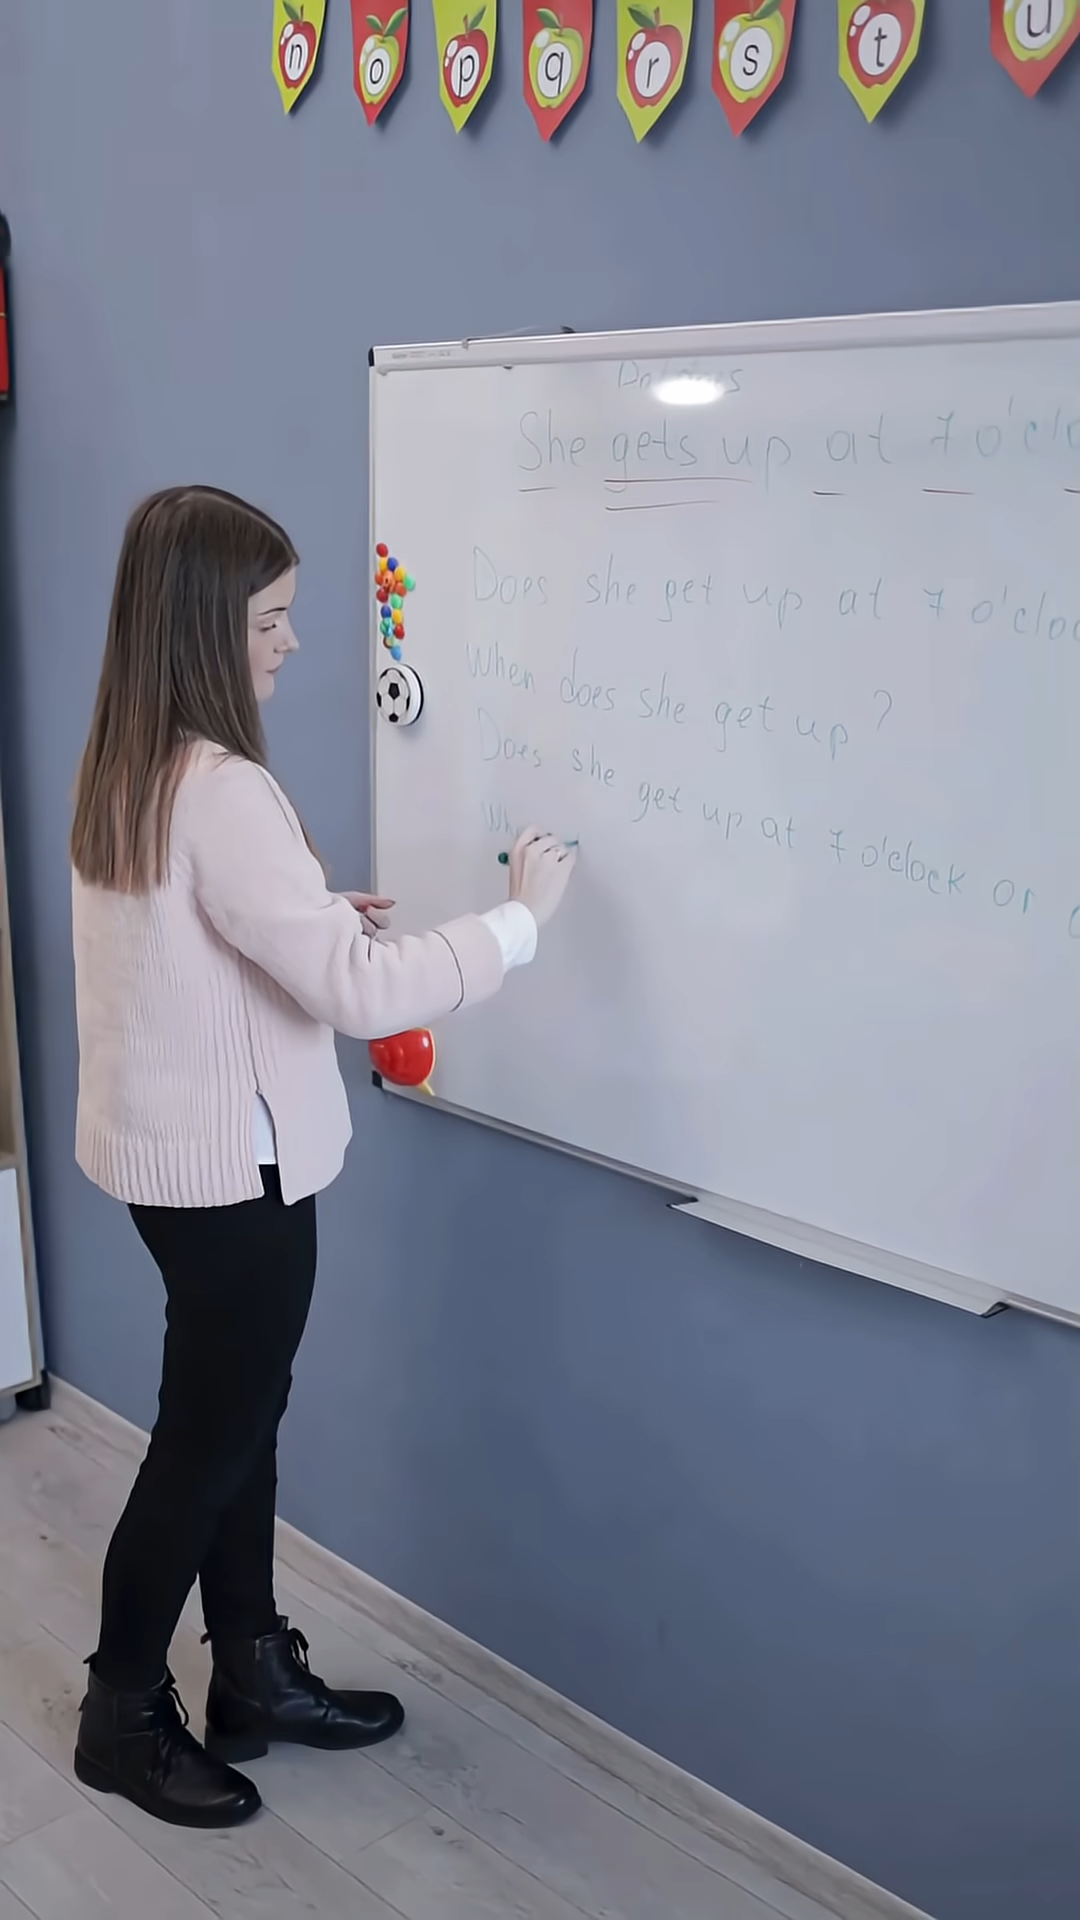 n o p q r s t u
She gets up at 7 o'clo
Does she get up at 7 o'cloc
When does she get up ?
Does she get up at 7 o'clock or